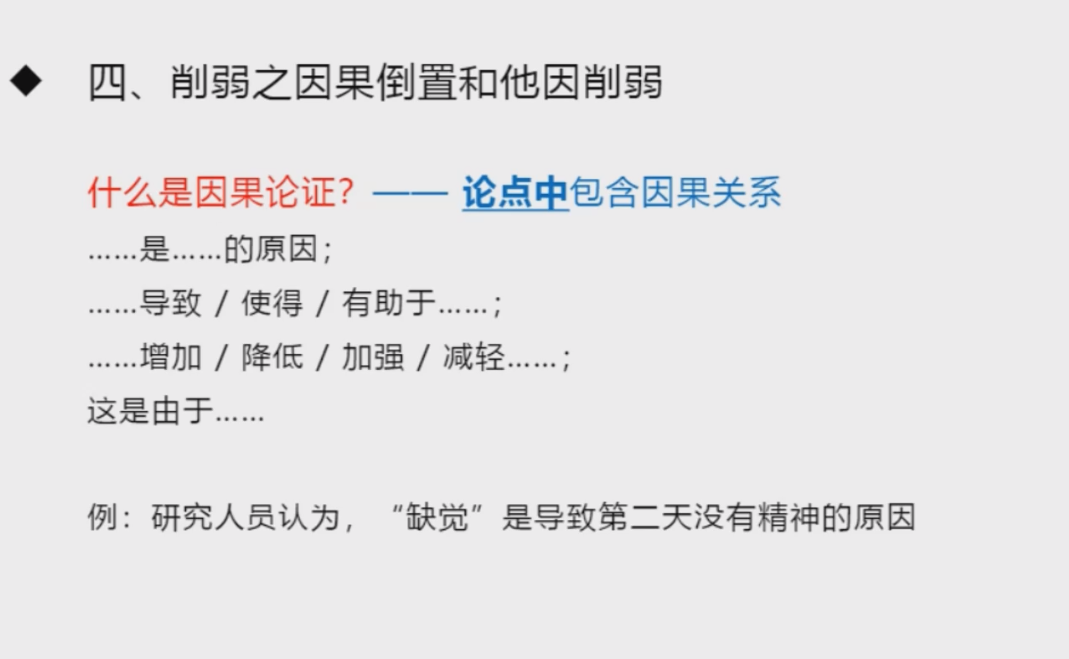 四、削弱之因果倒置和他因削弱
什么是因果论证？—— 论点中包含因果关系
……是……的原因；
……导致 / 使得 / 有助于……；
……增加 / 降低 / 加强 / 减轻……；
这是由于……
例：研究人员认为，“缺觉”是导致第二天没有精神的原因